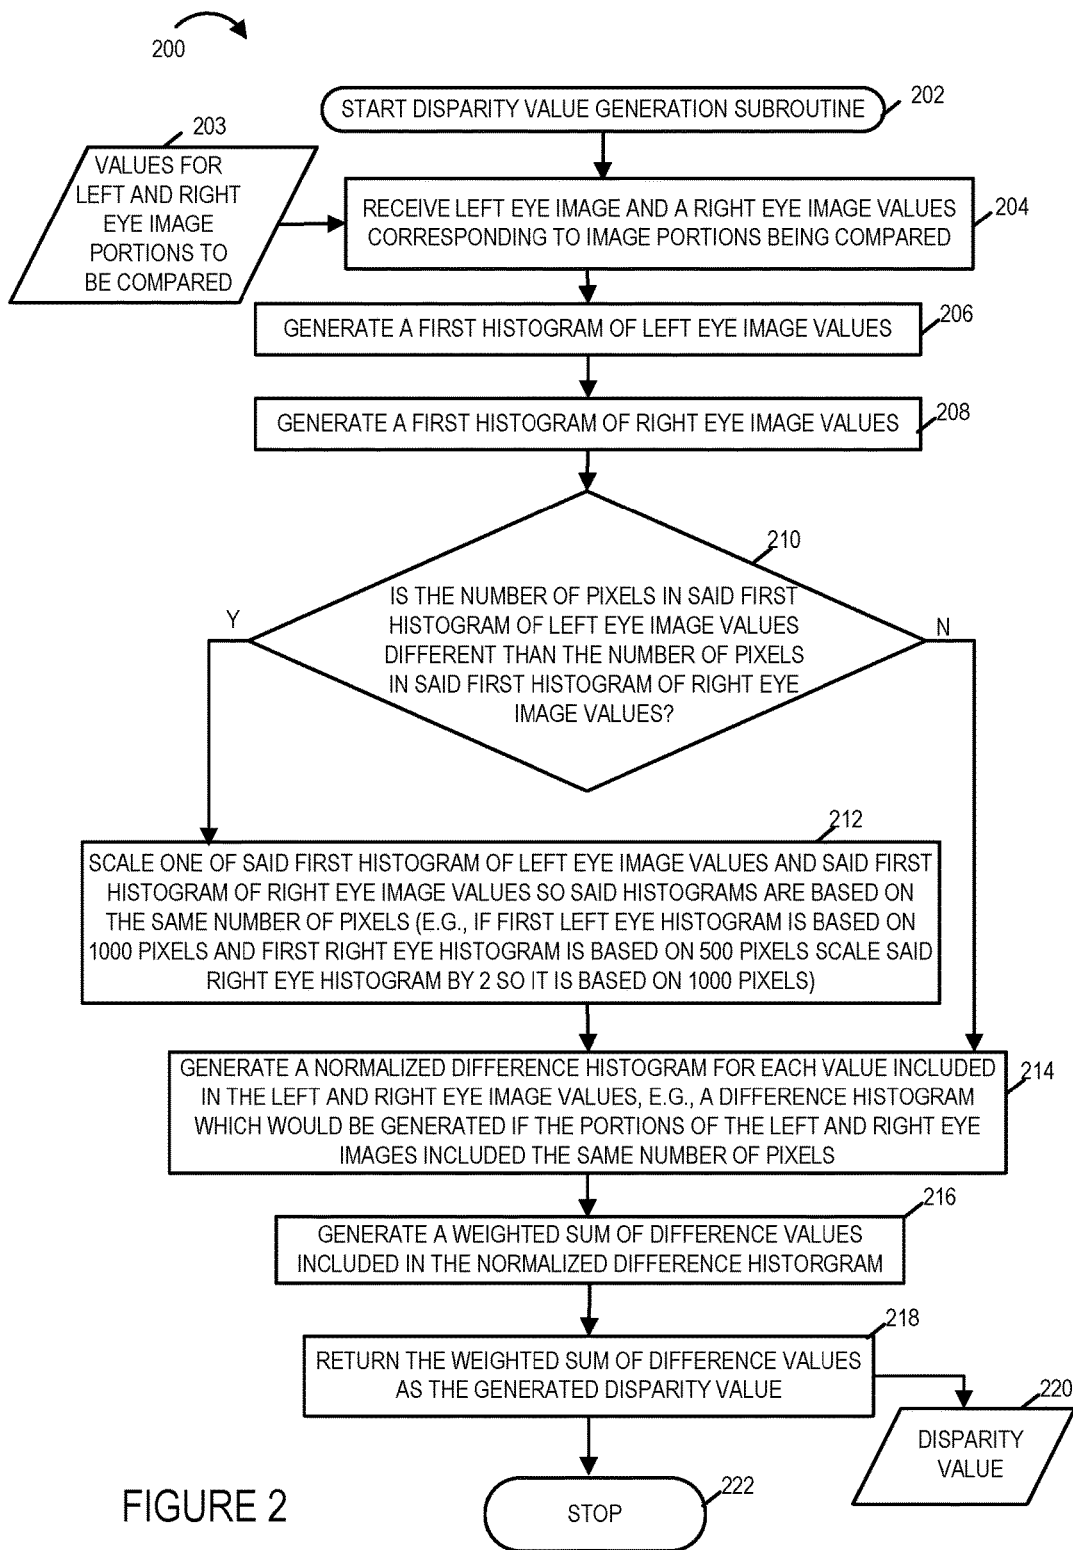 200
START DISPARITY VALUE GENERATION SUBROUTINE
202
203
VALUES FOR
LEFT AND RIGHT
EYE IMAGE
PORTIONS TO
BE COMPARED
RECEIVE LEFT EYE IMAGE AND A RIGHT EYE IMAGE VALUES
CORRESPONDING TO IMAGE PORTIONS BEING COMPARED
204
GENERATE A FIRST HISTOGRAM OF LEFT EYE IMAGE VALUES
206
GENERATE A FIRST HISTOGRAM OF RIGHT EYE IMAGE VALUES
208
210
IS THE NUMBER OF PIXELS IN SAID FIRST
HISTOGRAM OF LEFT EYE IMAGE VALUES
DIFFERENT THAN THE NUMBER OF PIXELS
IN SAID FIRST HISTOGRAM OF RIGHT EYE
IMAGE VALUES?
Y
N
212
SCALE ONE OF SAID FIRST HISTOGRAM OF LEFT EYE IMAGE VALUES AND SAID FIRST
HISTOGRAM OF RIGHT EYE IMAGE VALUES SO SAID HISTOGRAMS ARE BASED ON
THE SAME NUMBER OF PIXELS (E.G., IF FIRST LEFT EYE HISTOGRAM IS BASED ON
1000 PIXELS AND FIRST RIGHT EYE HISTOGRAM IS BASED ON 500 PIXELS SCALE SAID
RIGHT EYE HISTOGRAM BY 2 SO IT IS BASED ON 1000 PIXELS)
GENERATE A NORMALIZED DIFFERENCE HISTOGRAM FOR EACH VALUE INCLUDED
IN THE LEFT AND RIGHT EYE IMAGE VALUES, E.G., A DIFFERENCE HISTOGRAM
WHICH WOULD BE GENERATED IF THE PORTIONS OF THE LEFT AND RIGHT EYE
IMAGES INCLUDED THE SAME NUMBER OF PIXELS
214
216
GENERATE A WEIGHTED SUM OF DIFFERENCE VALUES
INCLUDED IN THE NORMALIZED DIFFERENCE HISTORGRAM
218
RETURN THE WEIGHTED SUM OF DIFFERENCE VALUES
AS THE GENERATED DISPARITY VALUE
220
DISPARITY
VALUE
222
STOP
FIGURE 2